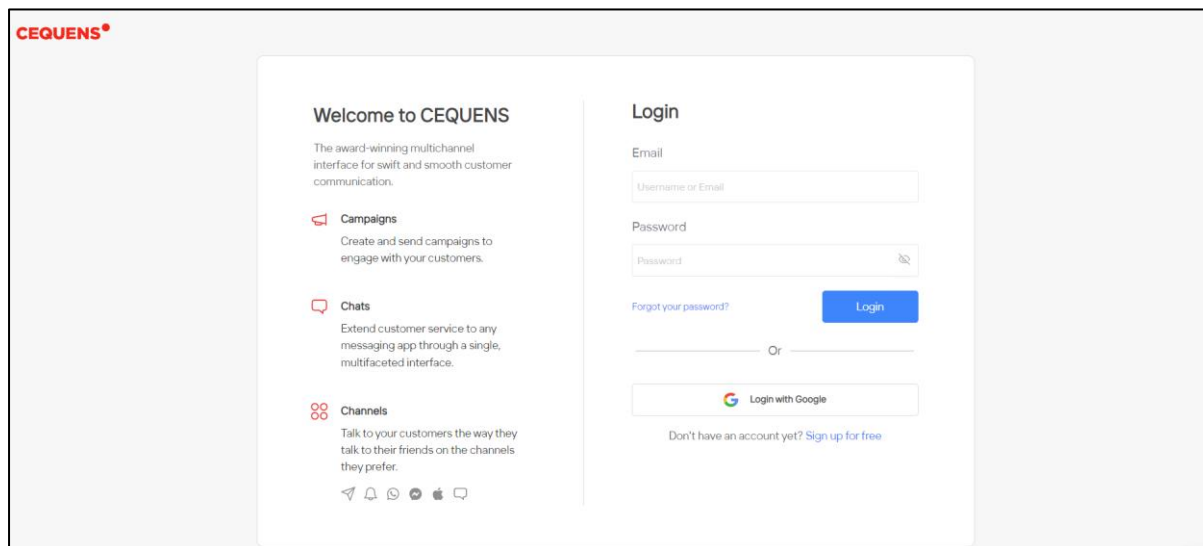 CEQUENS
Welcome to CEQUENS
The award-winning multichannel
interface for swift and smooth customer
communication.
Campaigns
Create and send campaigns to
engage with your customers.
Chats
Extend customer service to any
messaging app through a single,
multifaceted interface.
Channels
Talk to your customers the way they
talk to their friends on the channels
they prefer.
Login
Email
Username or Email
Password
Password
Forgot your password?
Login
Or
Login with Google
Don't have an account yet? Sign up for free